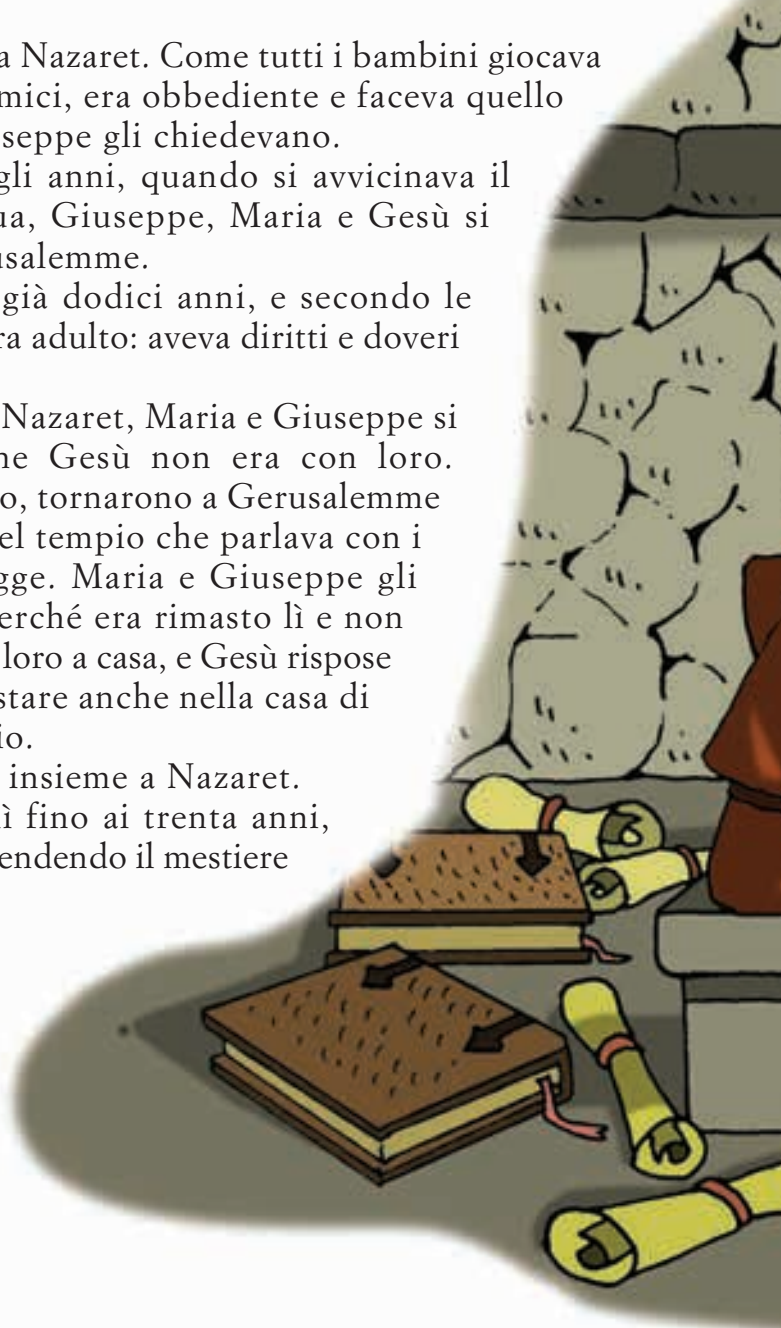 a Nazaret. Come tutti i bambini giocava
mici, era obbediente e faceva quello
seppe gli chiedevano.
gli anni, quando si avvicinava il
ua, Giuseppe, Maria e Gesù si
usalemme.
già dodici anni, e secondo le
ra adulto: aveva diritti e doveri
Nazaret, Maria e Giuseppe si
he Gesù non era con loro.
o, tornarono a Gerusalemme
el tempio che parlava con i
gge. Maria e Giuseppe gli
erché era rimasto lì e non
loro a casa, e Gesù rispose
stare anche nella casa di
io.
insieme a Nazaret.
ì fino ai trenta anni,
endendo il mestiere